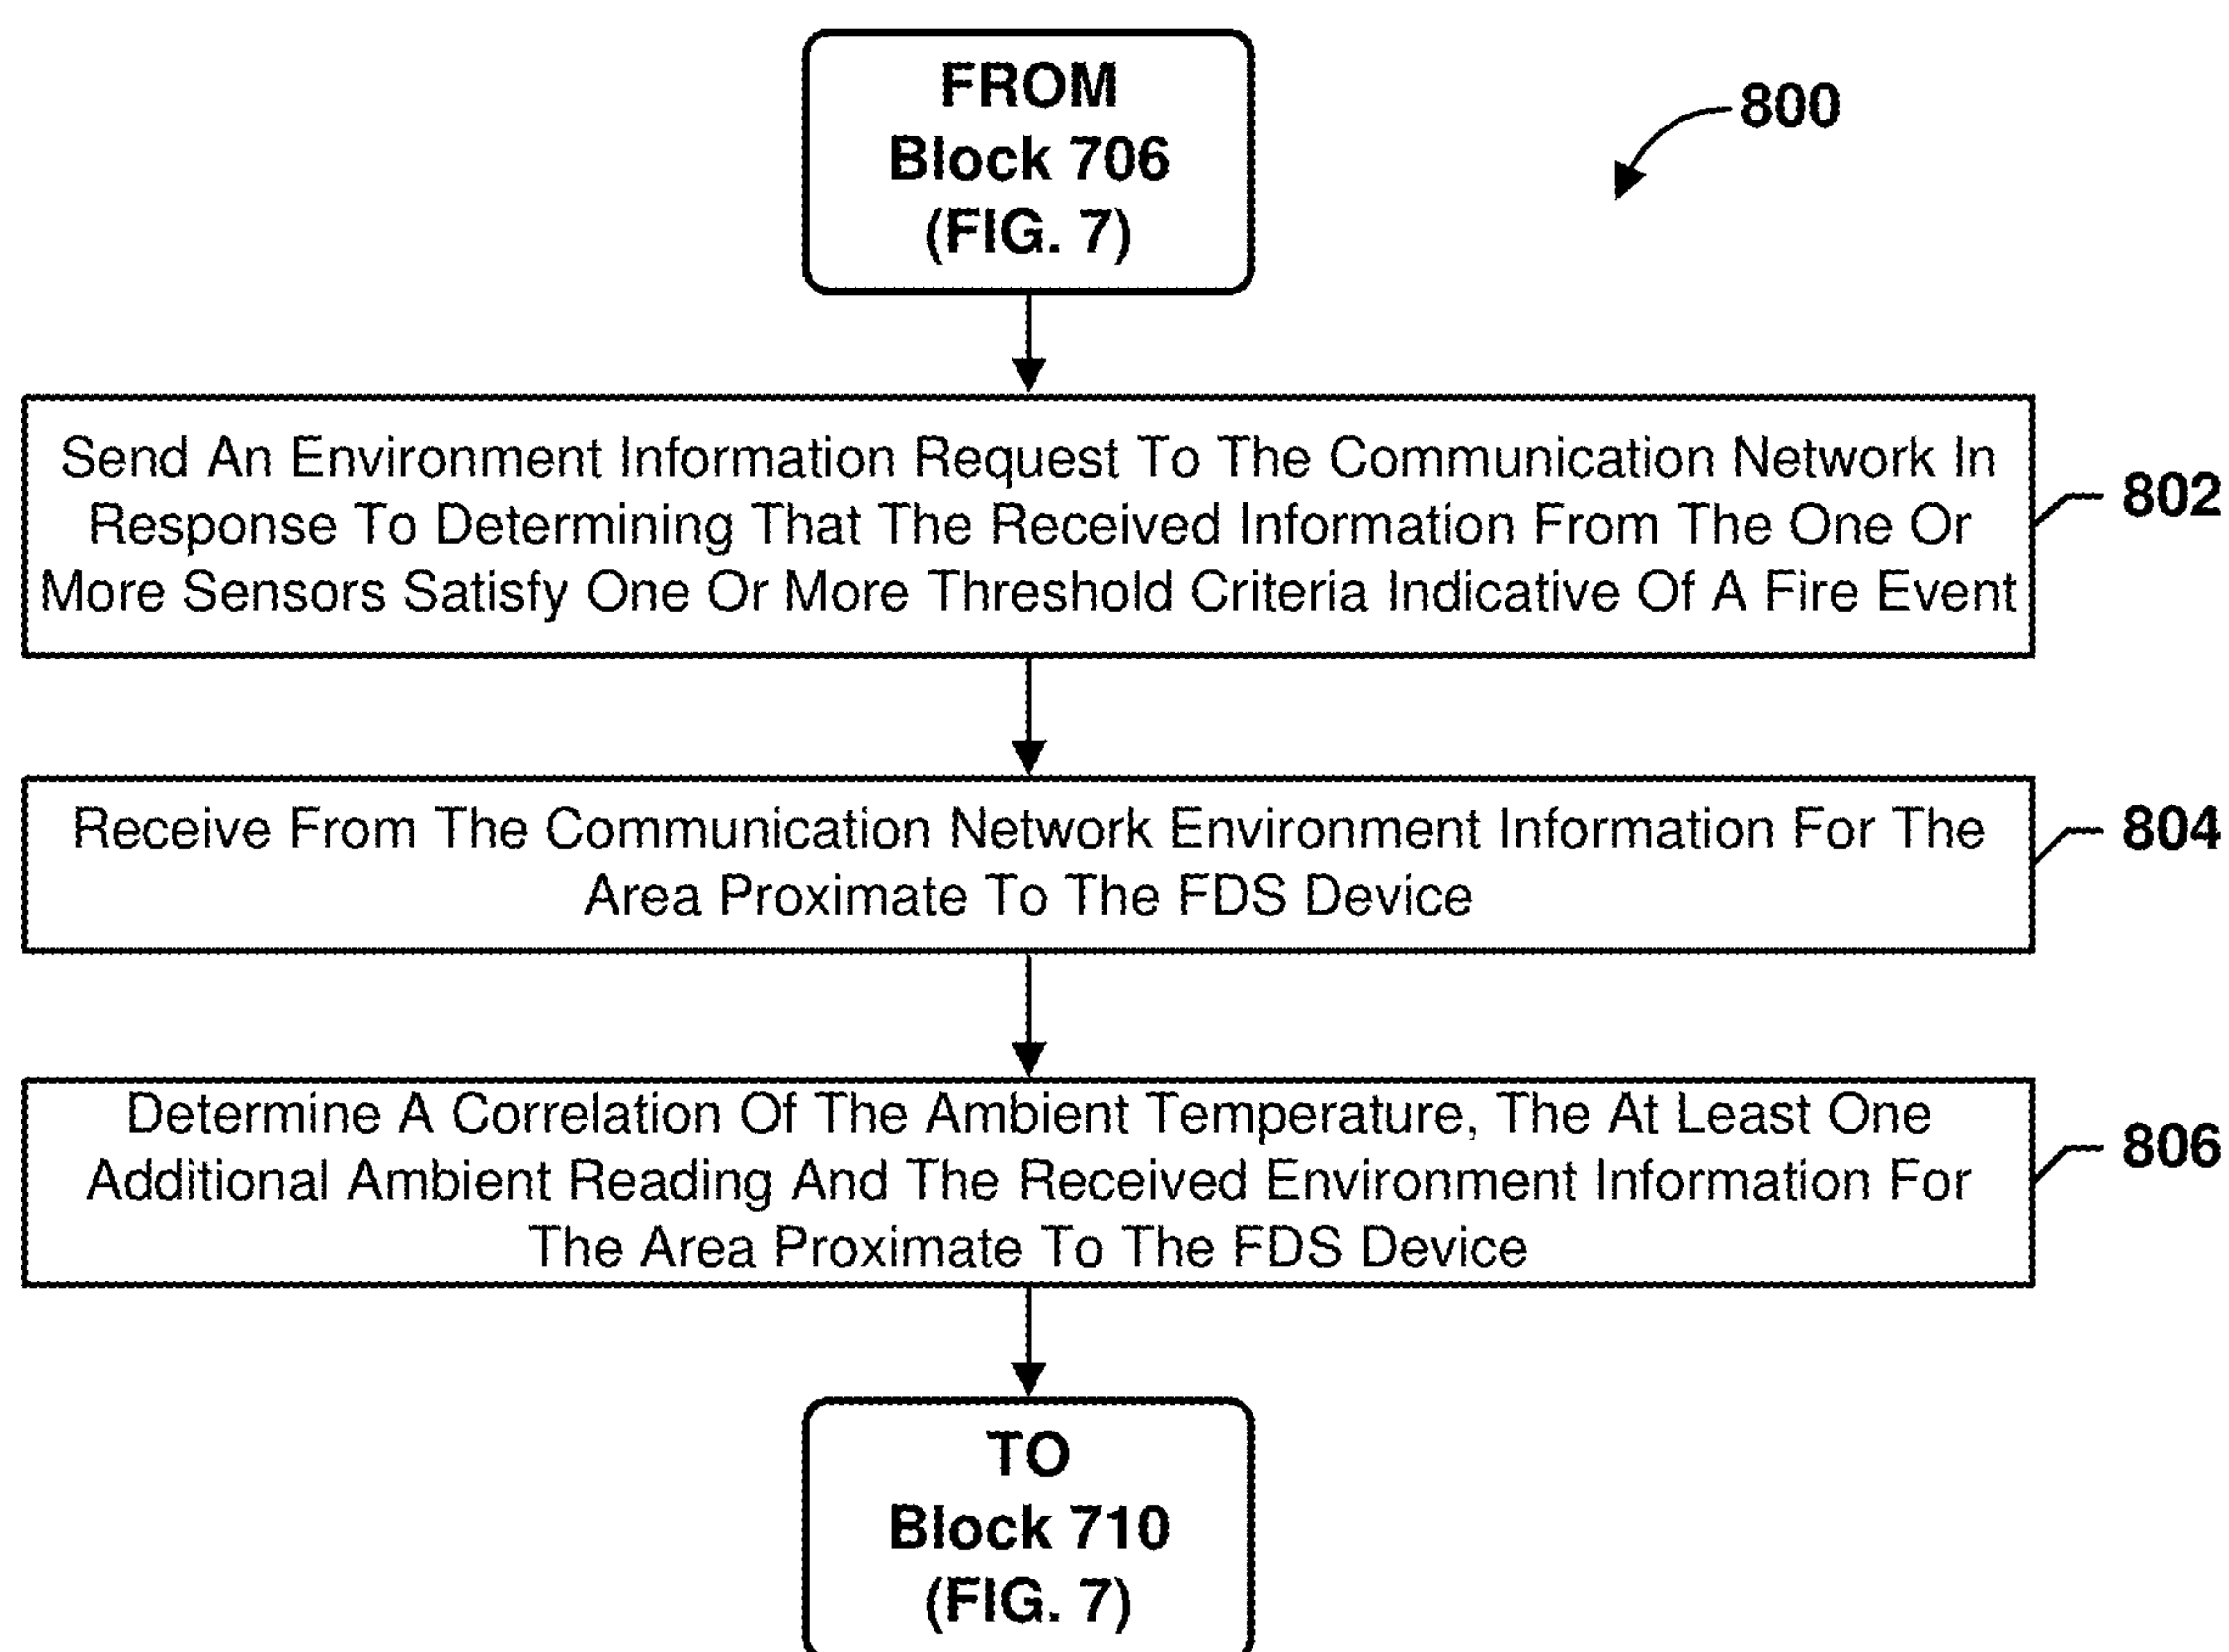 FROM
Block 706
(FIG. 7)
800
Send An Environment Information Request To The Communication Network In
Response To Determining That The Received Information From The One Or
More Sensors Satisfy One Or More Threshold Criteria Indicative Of A Fire Event
802
Receive From The Communication Network Environment Information For The
Area Proximate To The FDS Device
804
Determine A Correlation Of The Ambient Temperature, The At Least One
Additional Ambient Reading And The Received Environment Information For
The Area Proximate To The FDS Device
806
TO
Block 710
(FIG. 7)